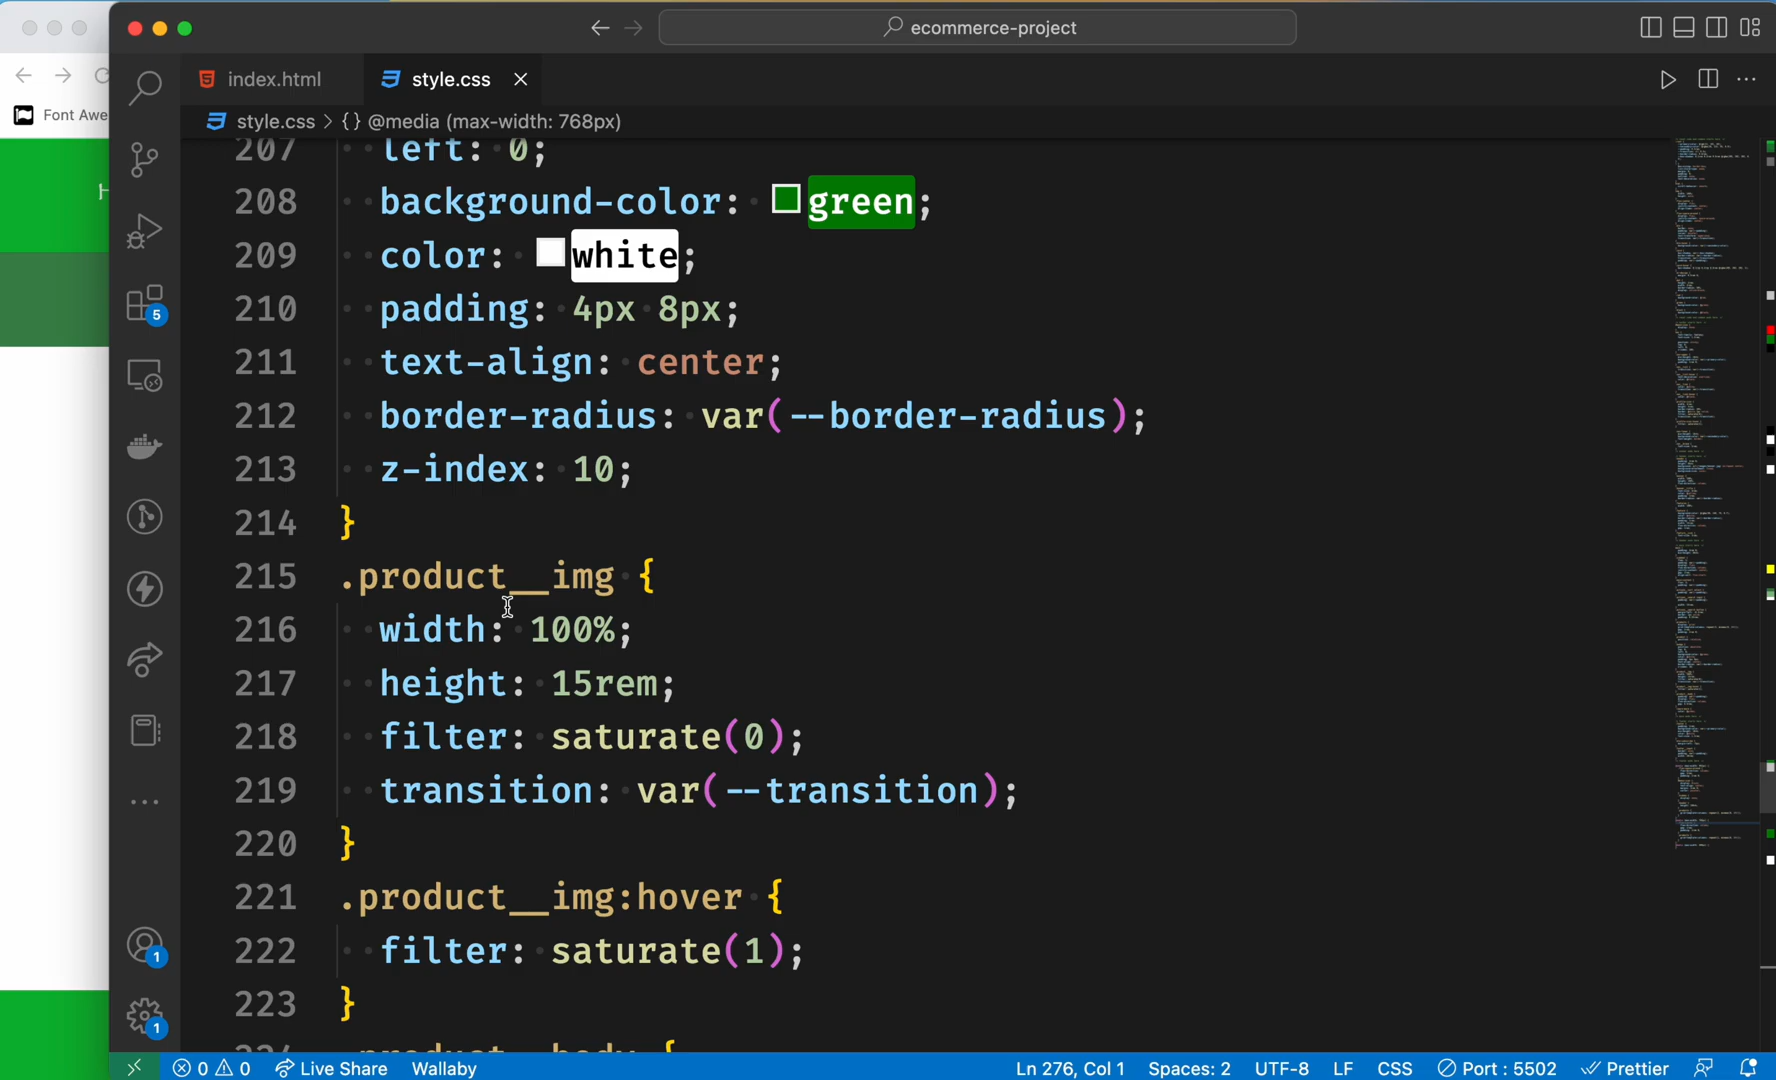 ecommerce-project
index.html
style.css
Font Awe
style.css > {} @media (max-width: 768px)
207 left: 0;
208 background-color: green;
209 color: white;
210 padding: 4px 8px;
211 text-align: center;
212 border-radius: var(--border-radius);
213 z-index: 10;
214 }
215 .product__img {
216 width: 100%;
217 height: 15rem;
218 filter: saturate(0);
219 transition: var(--transition);
220 }
221 .product__img:hover {
222 filter: saturate(1);
223 }
5
1
1
0 0 Live Share Wallaby Ln 276, Col 1 Spaces: 2 UTF-8 LF CSS Port : 5502 Prettier